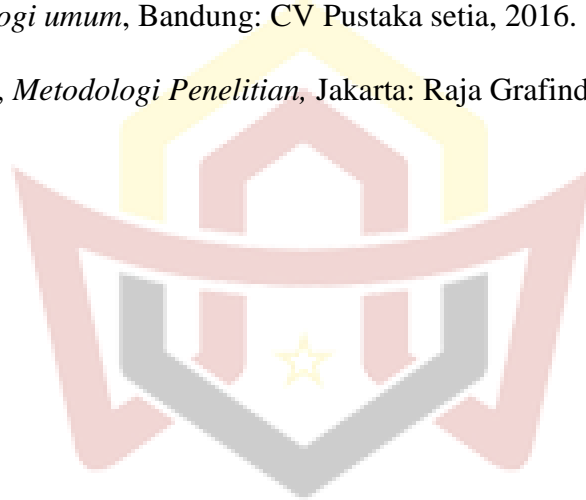 ogi umum, Bandung: CV Pustaka setia, 2016.
, Metodologi Penelitian, Jakarta: Raja Grafind